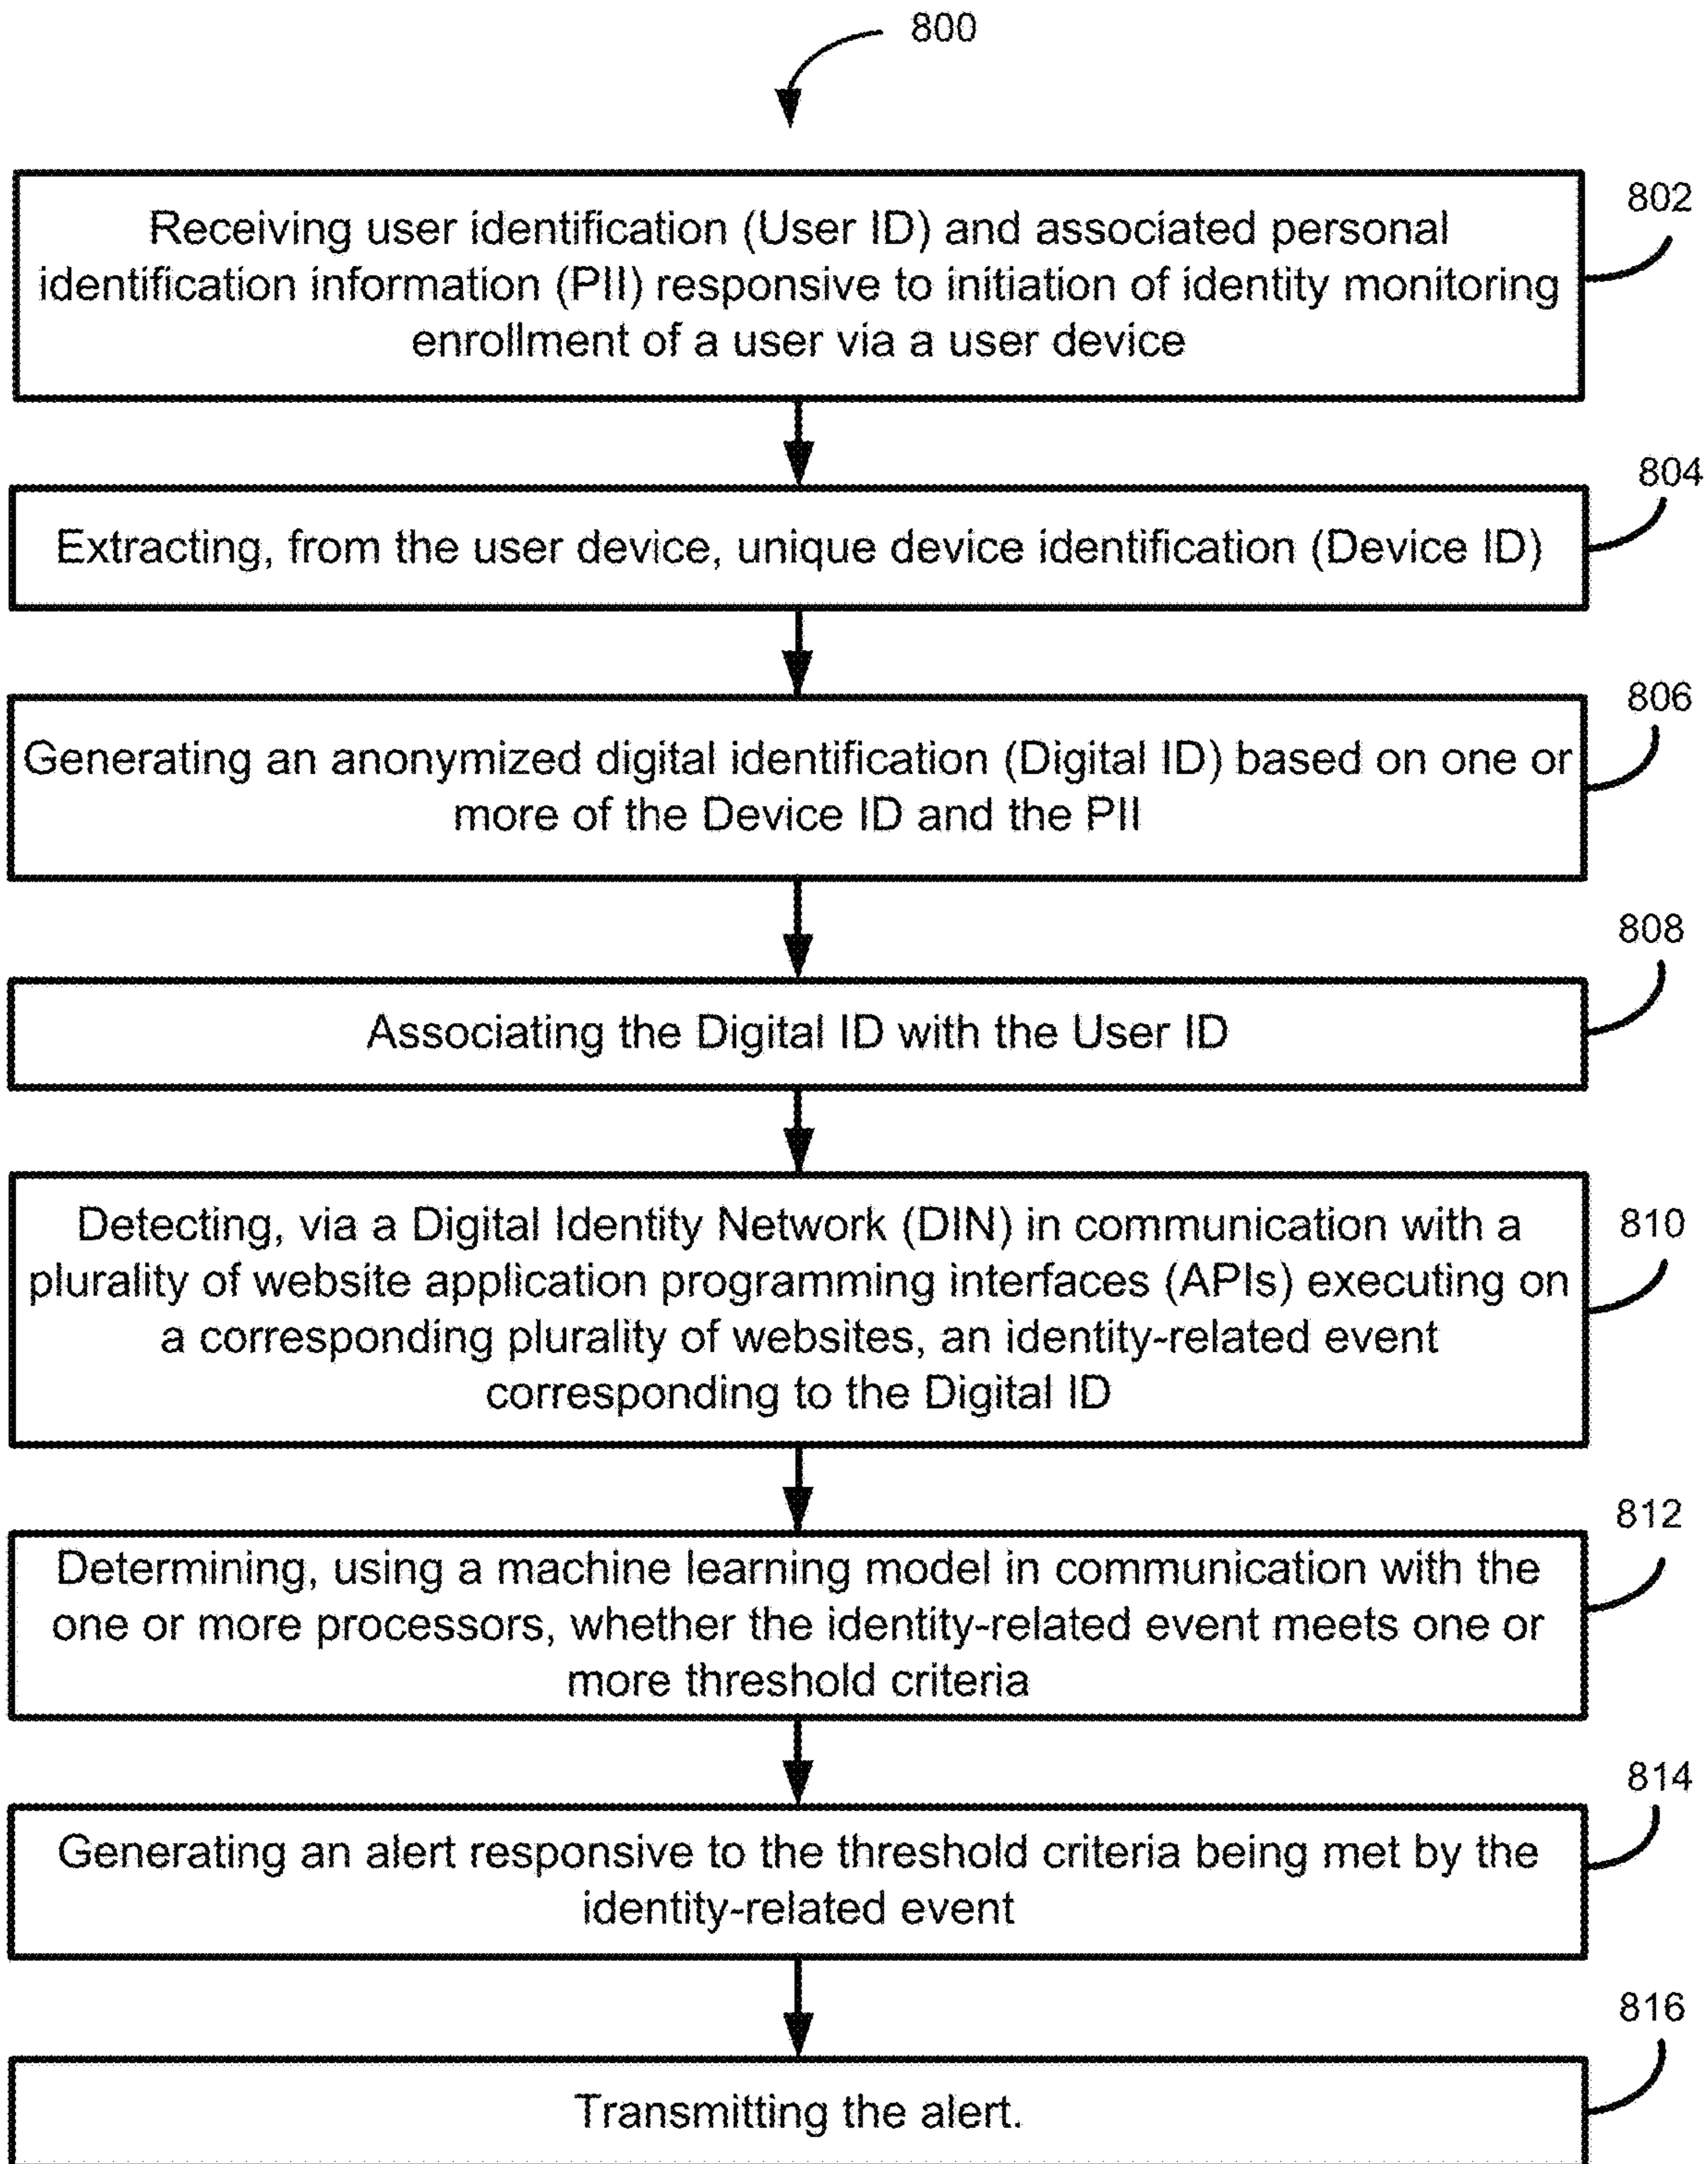 800
802
Receiving user identification (User ID) and associated personal
identification information (PII) responsive to initiation of identity monitoring
enrollment of a user via a user device
804
Extracting, from the user device, unique device identification (Device ID)
806
Generating an anonymized digital identification (Digital ID) based on one or
more of the Device ID and the PII
808
Associating the Digital ID with the User ID
810
Detecting, via a Digital Identity Network (DIN) in communication with a
plurality of website application programming interfaces (APIs) executing on
a corresponding plurality of websites, an identity-related event
corresponding to the Digital ID
812
Determining, using a machine learning model in communication with the
one or more processors, whether the identity-related event meets one or
more threshold criteria
814
Generating an alert responsive to the threshold criteria being met by the
identity-related event
816
Transmitting the alert.